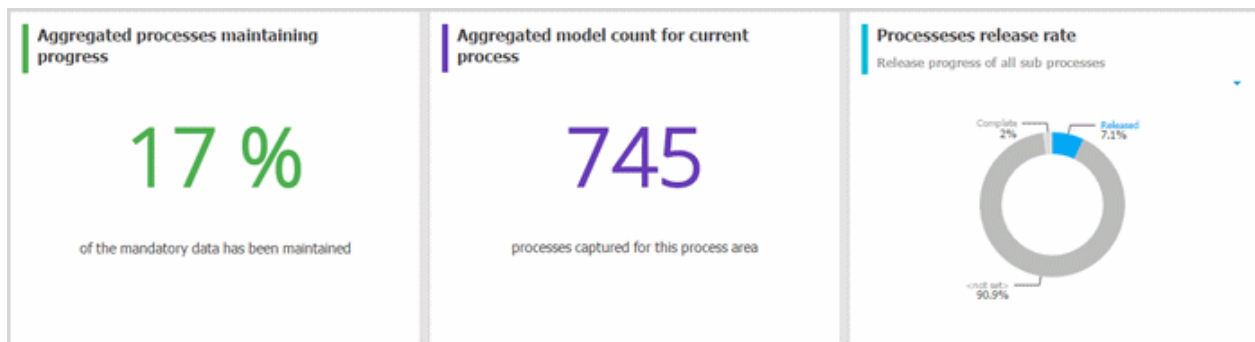 Aggregated processes maintaining
progress
17 %
of the mandatory data has been maintained
Aggregated model count for current
process
745
processes captured for this process area
Processeses release rate
Release progress of all sub processes
Complete
2%
Released
7.1%
<not set>
90.9%